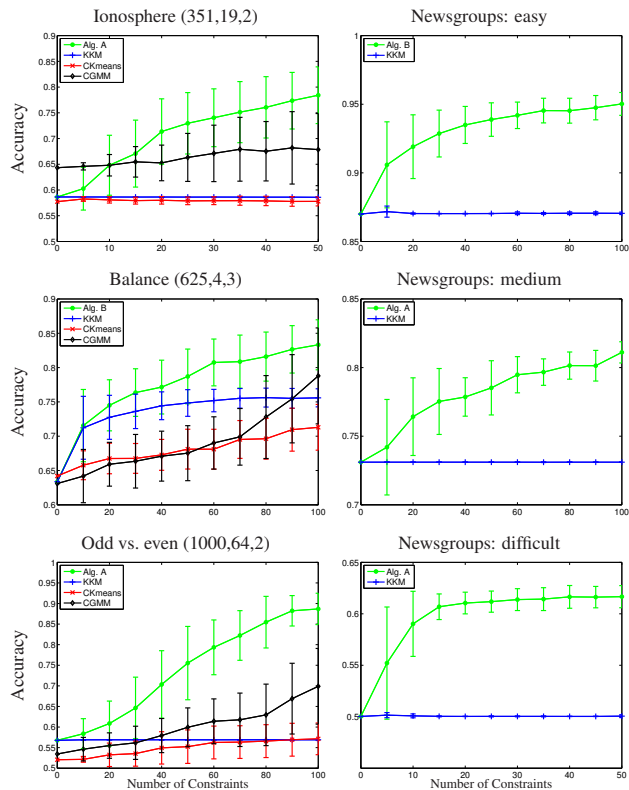 Ionosphere (351,19,2)
Accuracy
0.9
0.85
0.8
0.75
0.7
0.65
0.6
0.55
0.5
Alg. A
KKM
CKmeans
CGMM
0 10 20 30 40 50
Newsgroups: easy
0.95
0.9
0.85
Alg. B
KKM
0 20 40 60 80 100
Balance (625,4,3)
Accuracy
0.9
0.85
0.8
0.75
0.7
0.65
0.6
Alg. B
KKM
CKmeans
CGMM
0 20 40 60 80 100
Newsgroups: medium
0.85
0.8
0.75
0.7
Alg. A
KKM
0 20 40 60 80 100
Odd vs. even (1000,64,2)
Accuracy
1
0.95
0.9
0.85
0.8
0.75
0.7
0.65
0.6
0.55
0.5
Alg. A
KKM
CKmeans
CGMM
0 20 40 60 80 100
Number of Constraints
Newsgroups: difficult
0.6
0.55
0.5
Alg. A
KKM
0 10 20 30 40 50
Number of Constraints